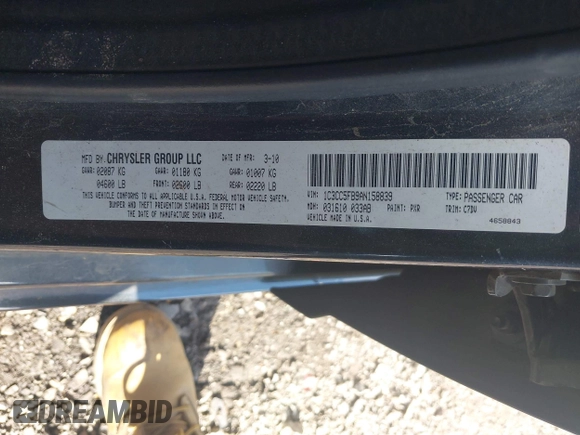 MFD BY: CHRYSLER GROUP LLC DATE OF MFR: 3-10
GVWR: 02087 KG GAWR: 01180 KG GAWR: 01007 KG
04600 LB FRONT: 02600 LB REAR: 02220 LB
THIS VEHICLE CONFORMS TO ALL APPLICABLE U.S.A. FEDERAL MOTOR VEHICLE SAFETY,
BUMPER AND THEFT PREVENTION STANDARDS IN EFFECT ON
THE DATE OF MANUFACTURE SHOWN ABOVE.
VIN: 1C3CC5FB9AN158839 TYPE: PASSENGER CAR
MDH: 031610 033AB PAINT: PXR TRIM: C7DV
VEHICLE MADE IN U.S.A. 4658043
DREAMBID